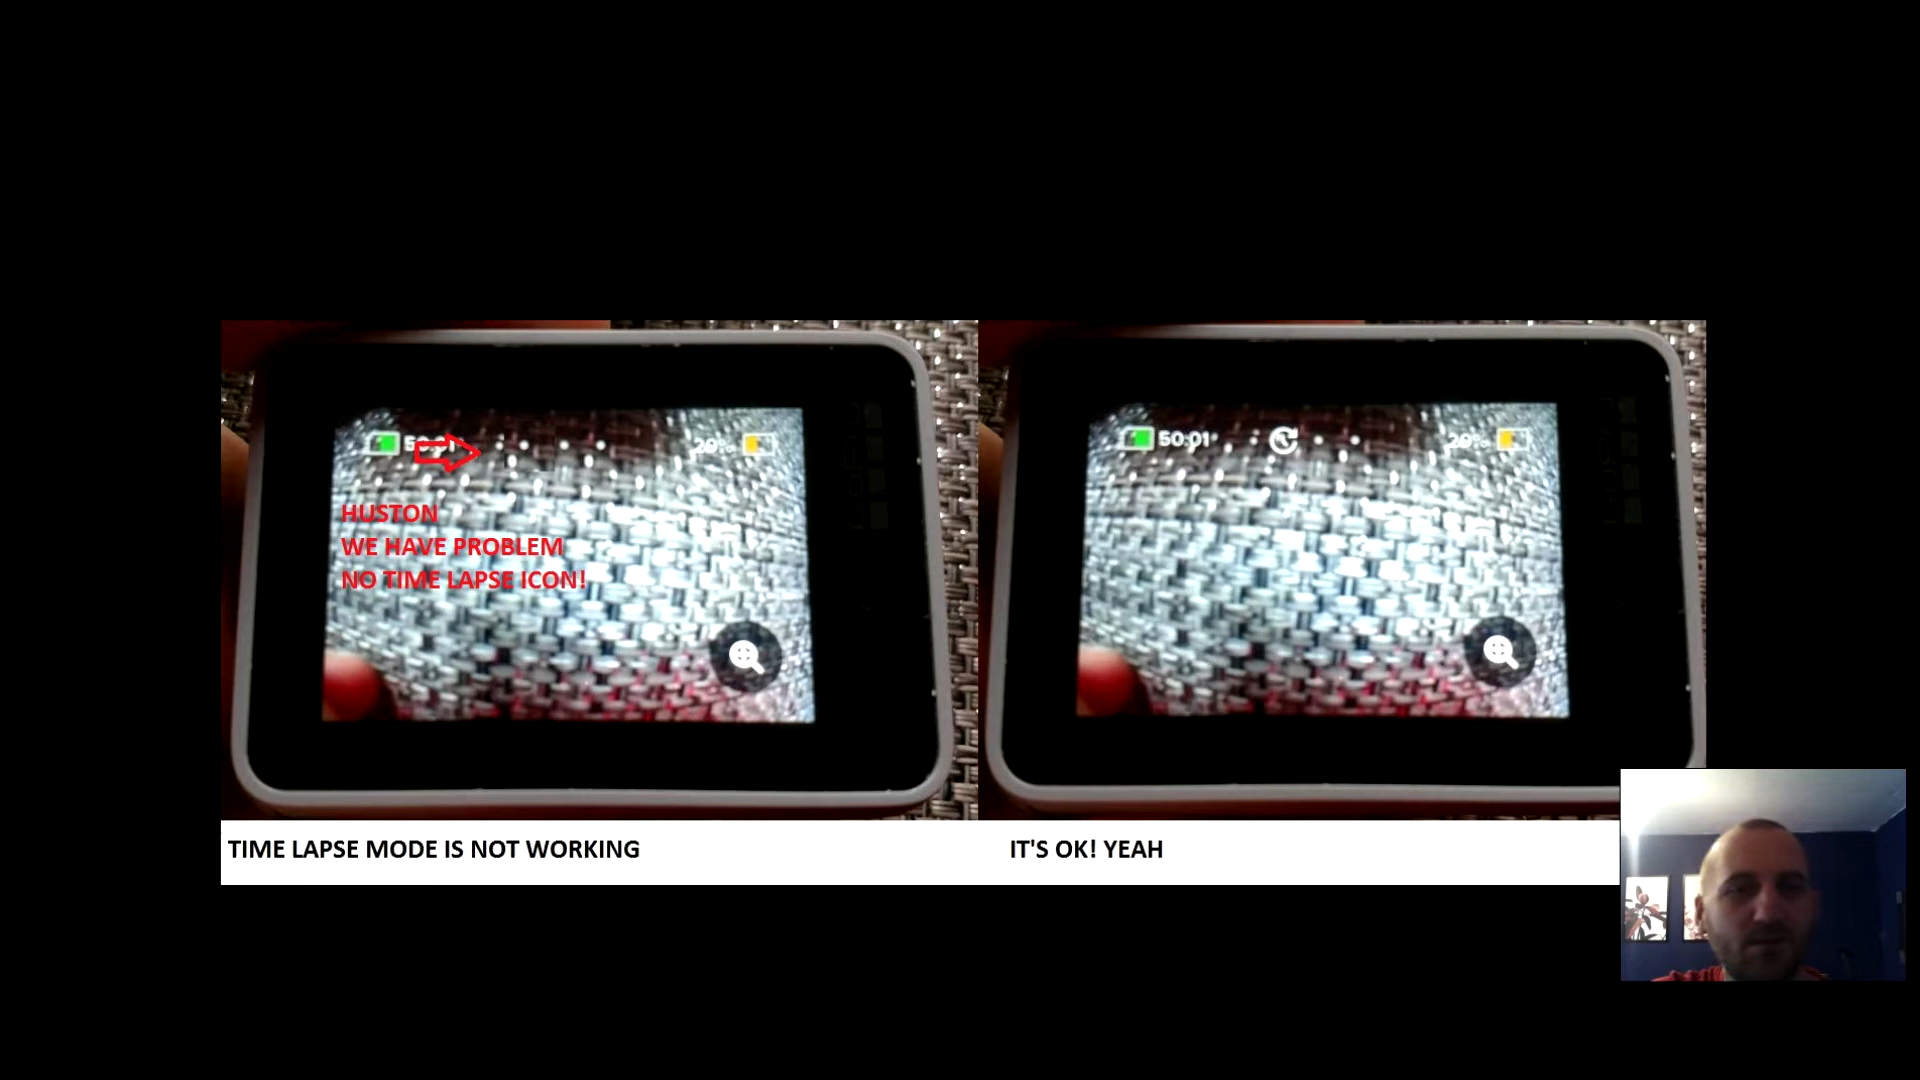 HUSTON
WE HAVE PROBLEM
NO TIME LAPSE ICON!
50:01
20%
20%
TIME LAPSE MODE IS NOT WORKING
IT'S OK! YEAH